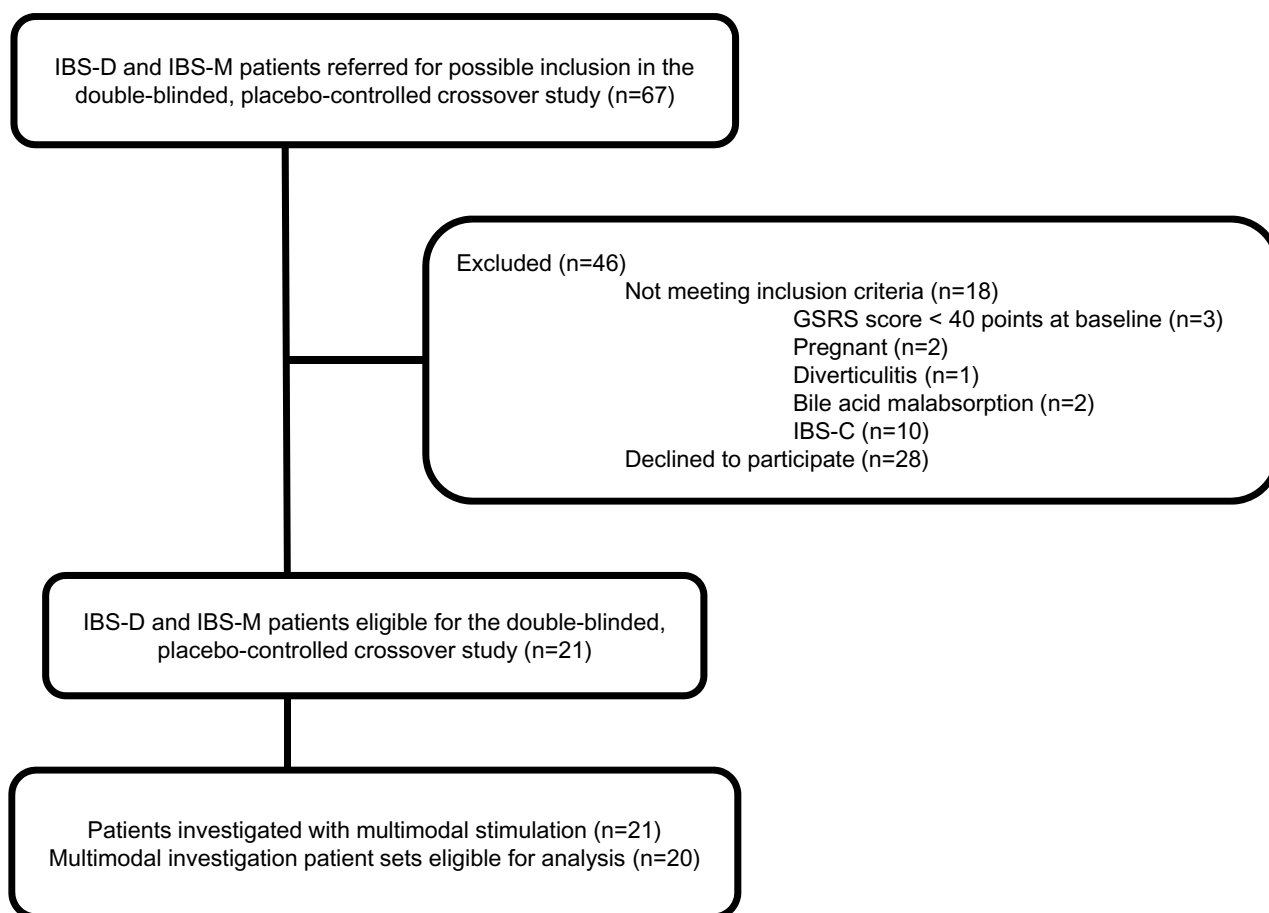 IBS-D and IBS-M patients referred for possible inclusion in the
double-blinded, placebo-controlled crossover study (n=67)
Excluded (n=46)
Not meeting inclusion criteria (n=18)
GSRS score < 40 points at baseline (n=3)
Pregnant (n=2)
Diverticulitis (n=1)
Bile acid malabsorption (n=2)
IBS-C (n=10)
Declined to participate (n=28)
IBS-D and IBS-M patients eligible for the double-blinded,
placebo-controlled crossover study (n=21)
Patients investigated with multimodal stimulation (n=21)
Multimodal investigation patient sets eligible for analysis (n=20)